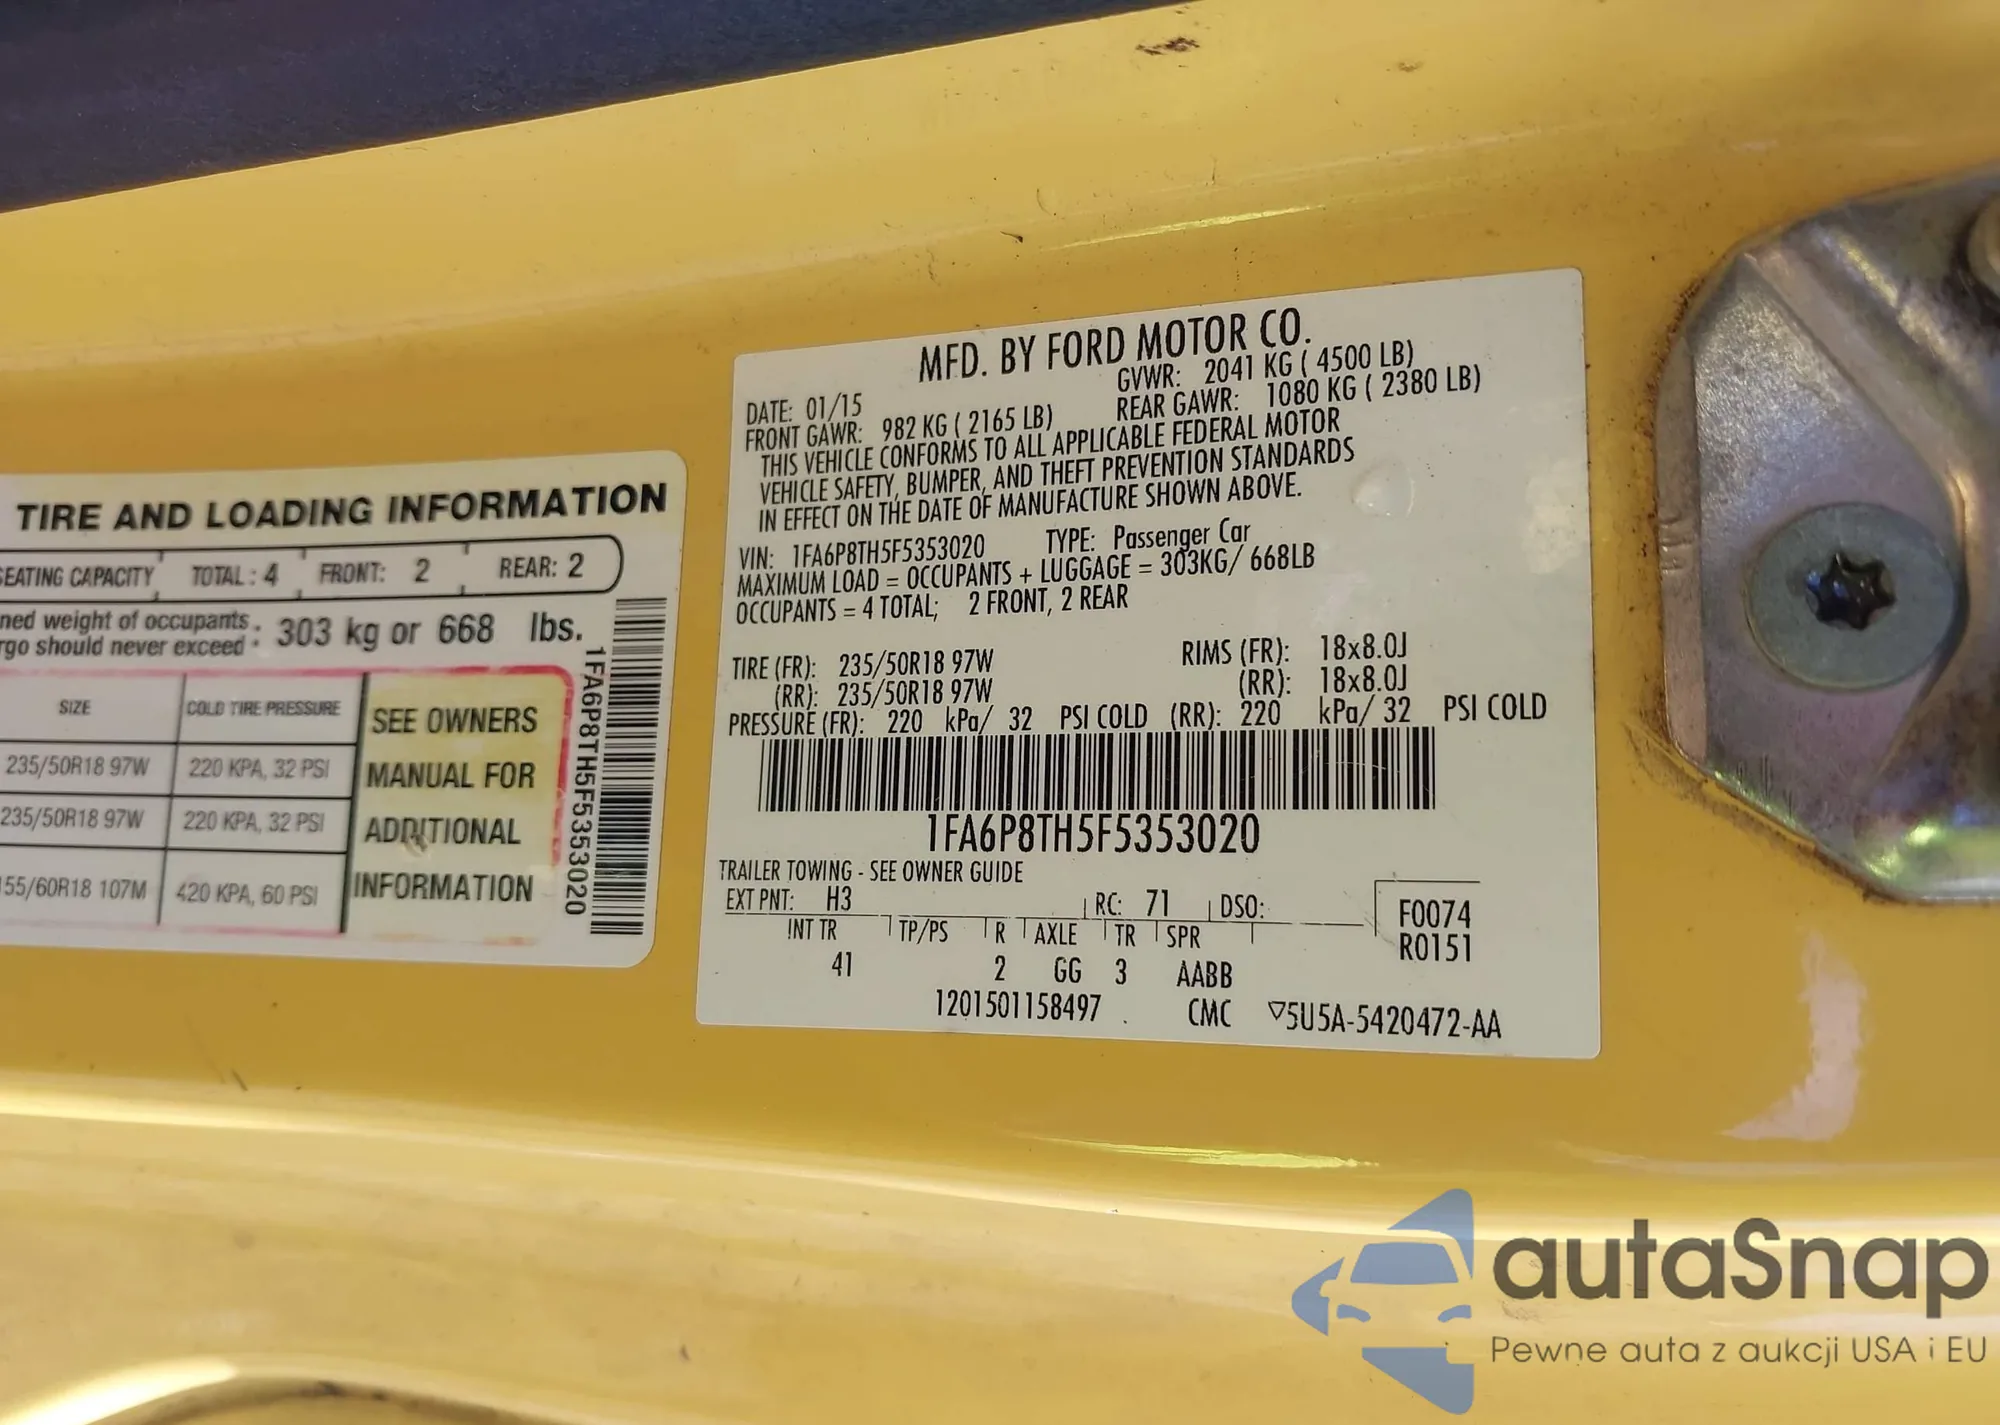 TIRE AND LOADING INFORMATION
SEATING CAPACITY TOTAL: 4 FRONT: 2 REAR: 2
ned weight of occupants
rgo should never exceed 303 kg or 668 lbs.
SIZE COLD TIRE PRESSURE
235/50R18 97W 220 KPA, 32 PSI
235/50R18 97W 220 KPA, 32 PSI
155/60R18 107M 420 KPA, 60 PSI
SEE OWNERS
MANUAL FOR
ADDITIONAL
INFORMATION
1FA6P8TH5F5353020
MFD. BY FORD MOTOR CO.
DATE: 01/15 GVWR: 2041 KG ( 4500 LB)
FRONT GAWR: 982 KG ( 2165 LB) REAR GAWR: 1080 KG ( 2380 LB)
THIS VEHICLE CONFORMS TO ALL APPLICABLE FEDERAL MOTOR
VEHICLE SAFETY, BUMPER, AND THEFT PREVENTION STANDARDS
IN EFFECT ON THE DATE OF MANUFACTURE SHOWN ABOVE.
VIN: 1FA6P8TH5F5353020 TYPE: Passenger Car
MAXIMUM LOAD = OCCUPANTS + LUGGAGE = 303KG/ 668LB
OCCUPANTS = 4 TOTAL; 2 FRONT, 2 REAR
TIRE (FR): 235/50R18 97W RIMS (FR): 18x8.0J
(RR): 235/50R18 97W (RR): 18x8.0J
PRESSURE (FR): 220 kPa/ 32 PSI COLD (RR): 220 kPa/ 32 PSI COLD
1FA6P8TH5F5353020
TRAILER TOWING - SEE OWNER GUIDE
EXT PNT: H3 RC: 71 DSO: F0074
INT TR TP/PS R AXLE TR SPR R0151
41 2 GG 3 AABB
1201501158497 CMC ▽5U5A-5420472-AA
autaSnap
Pewne auta z aukcji USA i EU